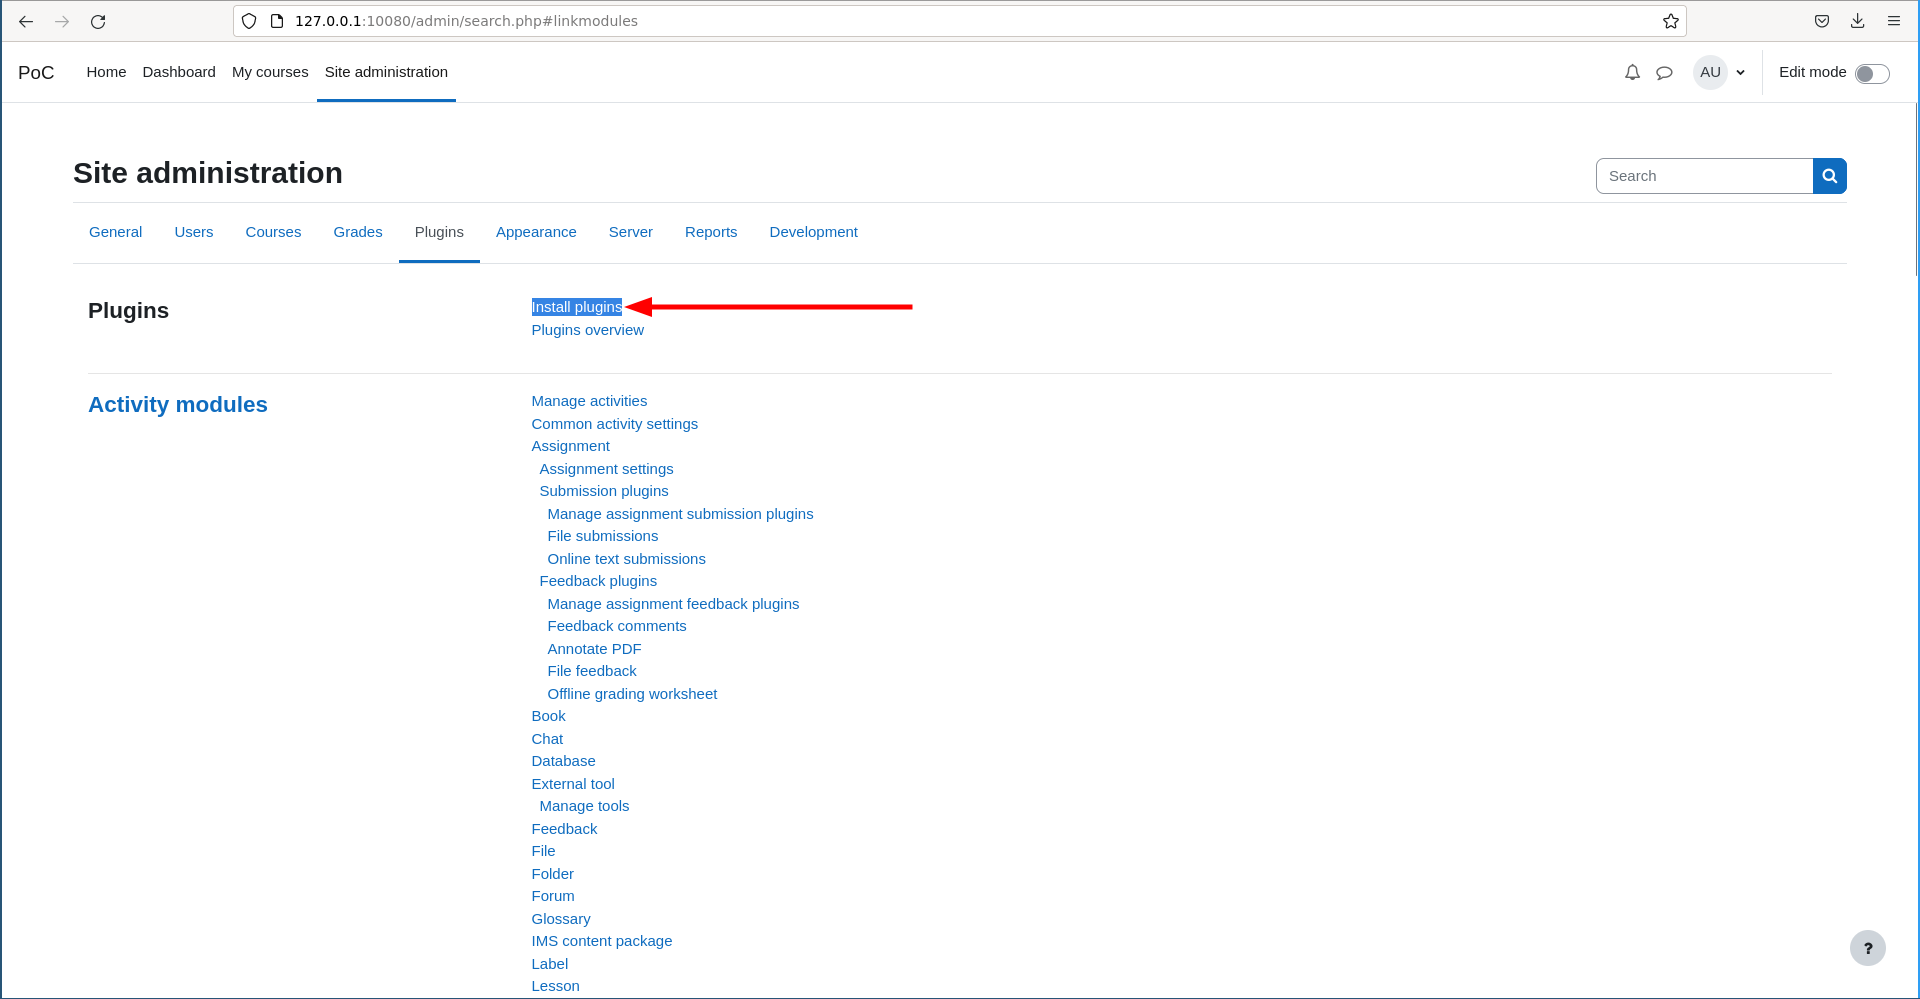 127.0.0.1:10080/admin/search.php#linkmodules
PoC Home Dashboard My courses Site administration AU Edit mode
Site administration
Search
General Users Courses Grades Plugins Appearance Server Reports Development
Plugins
Install plugins
Plugins overview
Activity modules
Manage activities
Common activity settings
Assignment
Assignment settings
Submission plugins
Manage assignment submission plugins
File submissions
Online text submissions
Feedback plugins
Manage assignment feedback plugins
Feedback comments
Annotate PDF
File feedback
Offline grading worksheet
Book
Chat
Database
External tool
Manage tools
Feedback
File
Folder
Forum
Glossary
IMS content package
Label
Lesson
?